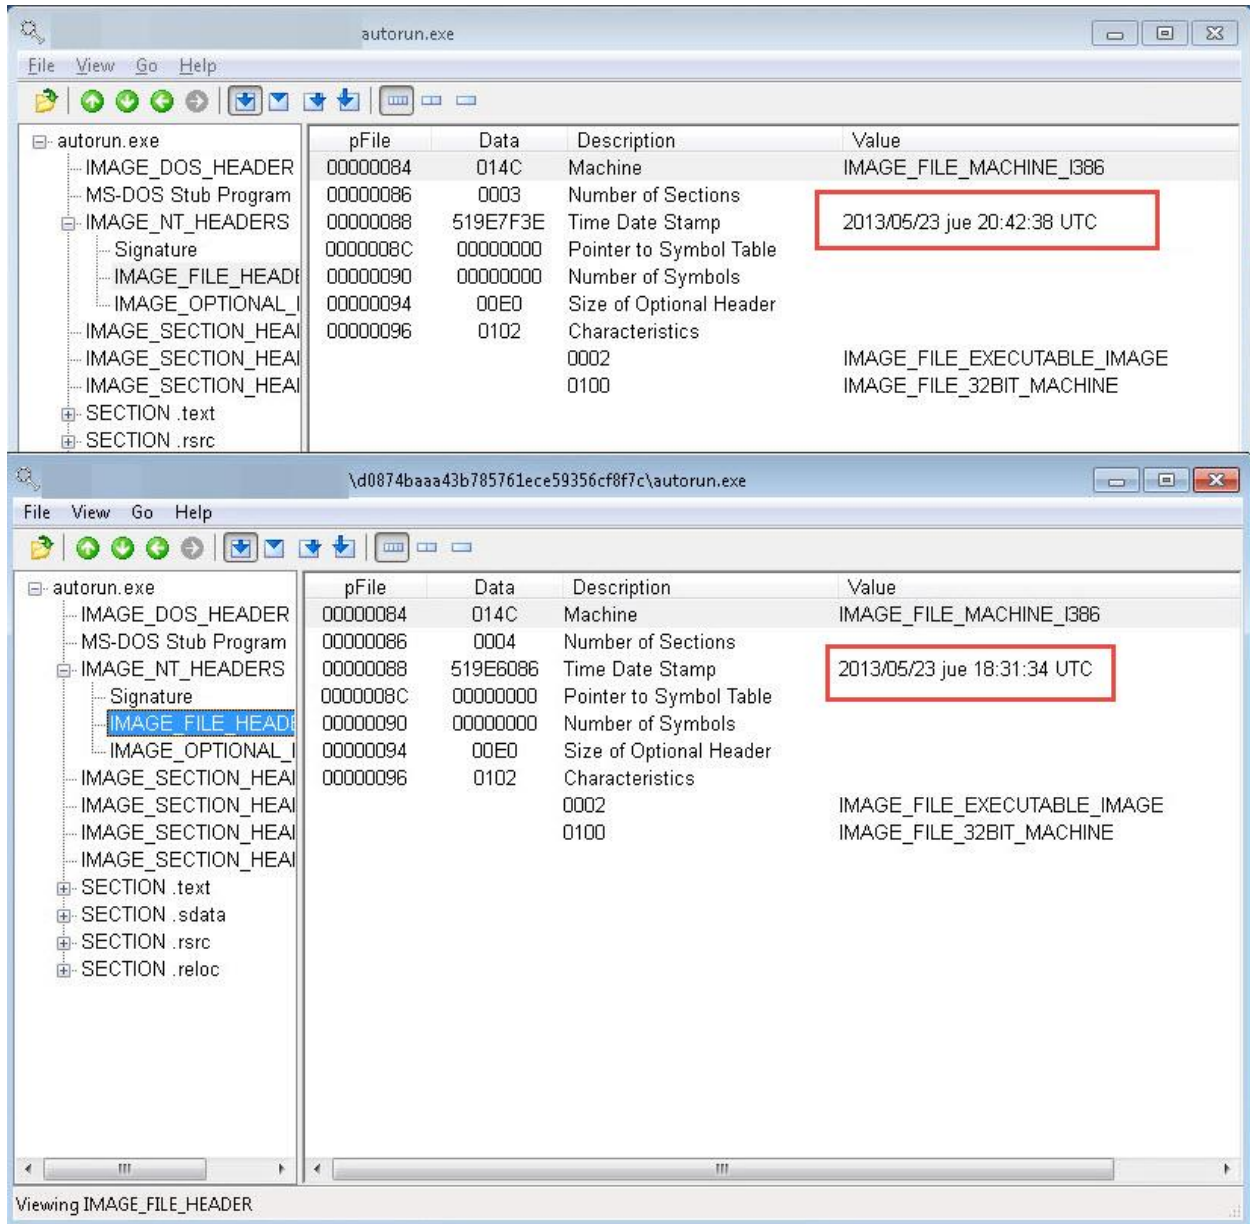 autorun.exe
File View Go Help
autorun.exe pFile Data Description Value
IMAGE_DOS_HEADER 00000084 014C Machine IMAGE_FILE_MACHINE_I386
MS-DOS Stub Program 00000086 0003 Number of Sections
IMAGE_NT_HEADERS 00000088 519E7F3E Time Date Stamp 2013/05/23 jue 20:42:38 UTC
Signature 0000008C 00000000 Pointer to Symbol Table
IMAGE_FILE_HEADE 00000090 00000000 Number of Symbols
IMAGE_OPTIONAL_I 00000094 00E0 Size of Optional Header
IMAGE_SECTION_HEAI 00000096 0102 Characteristics
IMAGE_SECTION_HEAI 0002 IMAGE_FILE_EXECUTABLE_IMAGE
IMAGE_SECTION_HEAI 0100 IMAGE_FILE_32BIT_MACHINE
SECTION .text
SECTION .rsrc
\d0874baaa43b785761ece59356cf8f7c\autorun.exe
File View Go Help
autorun.exe pFile Data Description Value
IMAGE_DOS_HEADER 00000084 014C Machine IMAGE_FILE_MACHINE_I386
MS-DOS Stub Program 00000086 0004 Number of Sections
IMAGE_NT_HEADERS 00000088 519E6086 Time Date Stamp 2013/05/23 jue 18:31:34 UTC
Signature 0000008C 00000000 Pointer to Symbol Table
IMAGE_FILE_HEADE 00000090 00000000 Number of Symbols
IMAGE_OPTIONAL_I 00000094 00E0 Size of Optional Header
IMAGE_SECTION_HEAI 00000096 0102 Characteristics
IMAGE_SECTION_HEAI 0002 IMAGE_FILE_EXECUTABLE_IMAGE
IMAGE_SECTION_HEAI 0100 IMAGE_FILE_32BIT_MACHINE
IMAGE_SECTION_HEAI
SECTION .text
SECTION .sdata
SECTION .rsrc
SECTION .reloc
Viewing IMAGE_FILE_HEADER